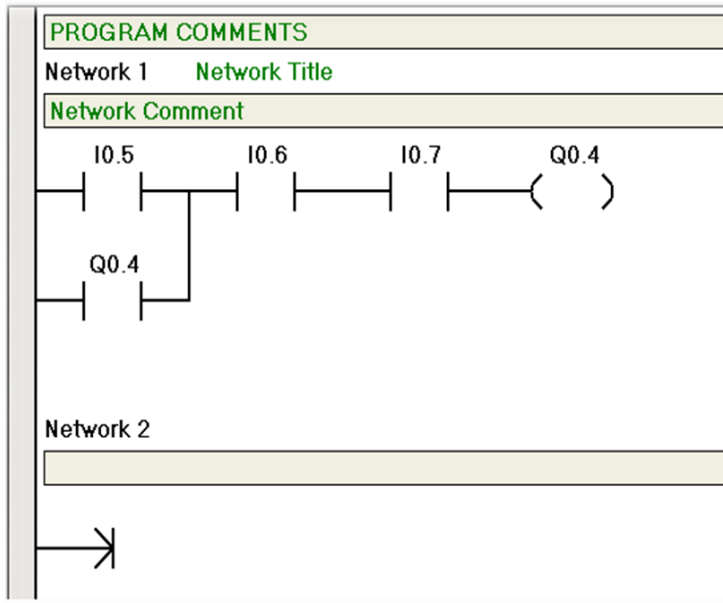 PROGRAM COMMENTS
Network 1 Network Title
Network Comment
I0.5 I0.6 I0.7 Q0.4
Q0.4
Network 2